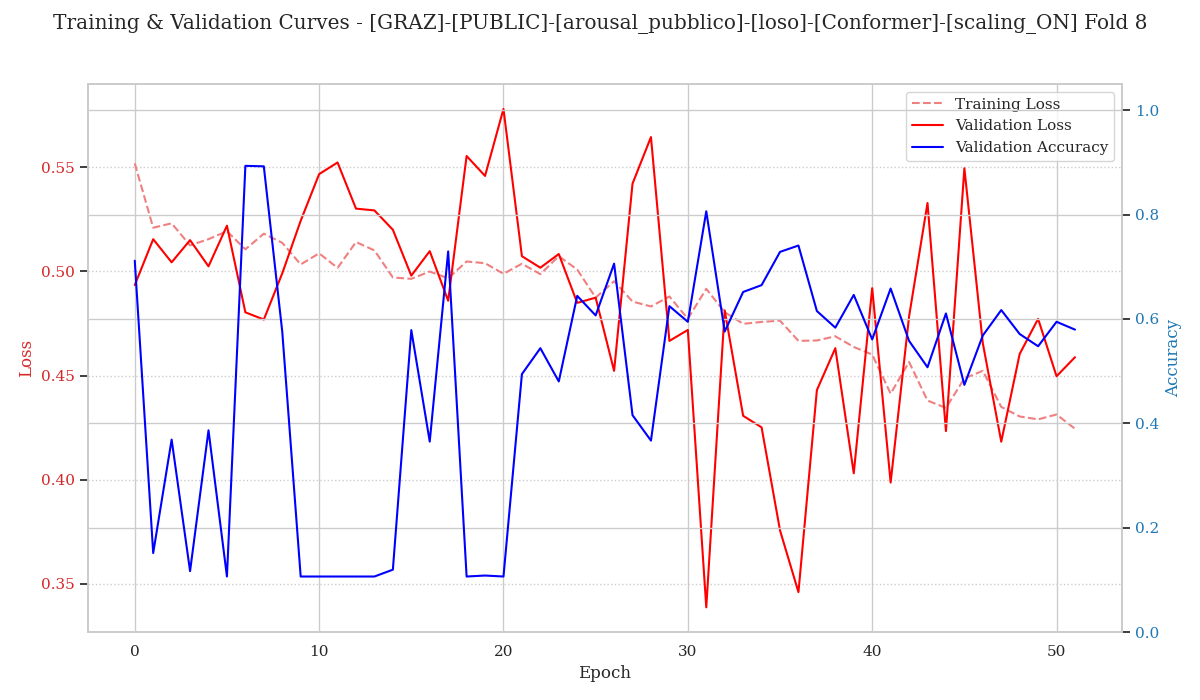 Training & Validation Curves - [GRAZ]-[PUBLIC]-[arousal_pubblico]-[loso]-[Conformer]-[scaling_ON] Fold 8
Training Loss
Validation Loss
Validation Accuracy
Loss
0.55
0.50
0.45
0.40
0.35
1.0
0.8
0.6
0.4
0.2
0.0
Accuracy
0
10
20
30
40
50
Epoch